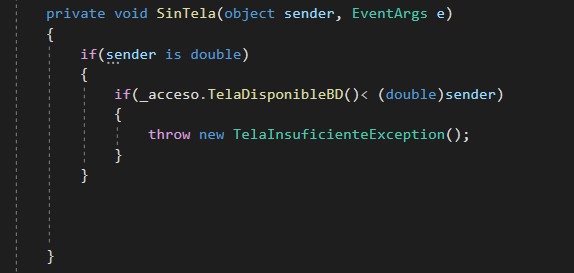 private void SinTela(object sender, EventArgs e)
{
if(sender is double)
{
if(_acceso.TelaDisponibleBD()< (double)sender)
{
throw new TelaInsuficienteException();
}
}
}